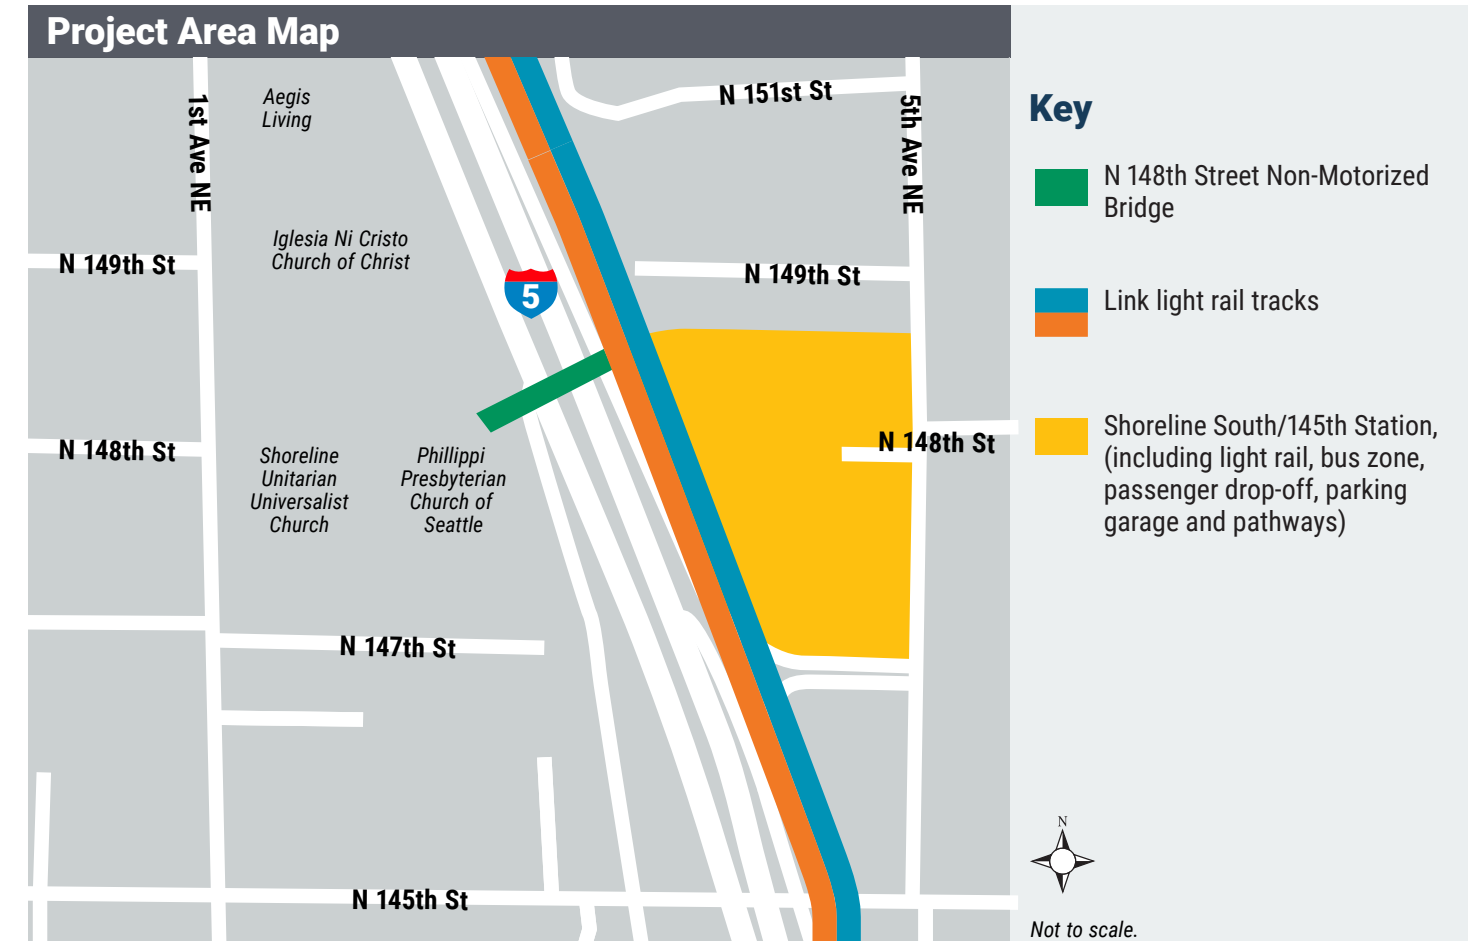 Project Area Map
Aegis
Living
N 151st St
1st Ave NE
5th Ave NE
Iglesia Ni Cristo
Church of Christ
N 149th St
N 149th St
5
N 148th St
N 148th St
Shoreline
Unitarian
Universalist
Church
Phillippi
Presbyterian
Church of
Seattle
N 147th St
N 145th St
Key
N 148th Street Non-Motorized
Bridge
Link light rail tracks
Shoreline South/145th Station,
(including light rail, bus zone,
passenger drop-off, parking
garage and pathways)
N
Not to scale.